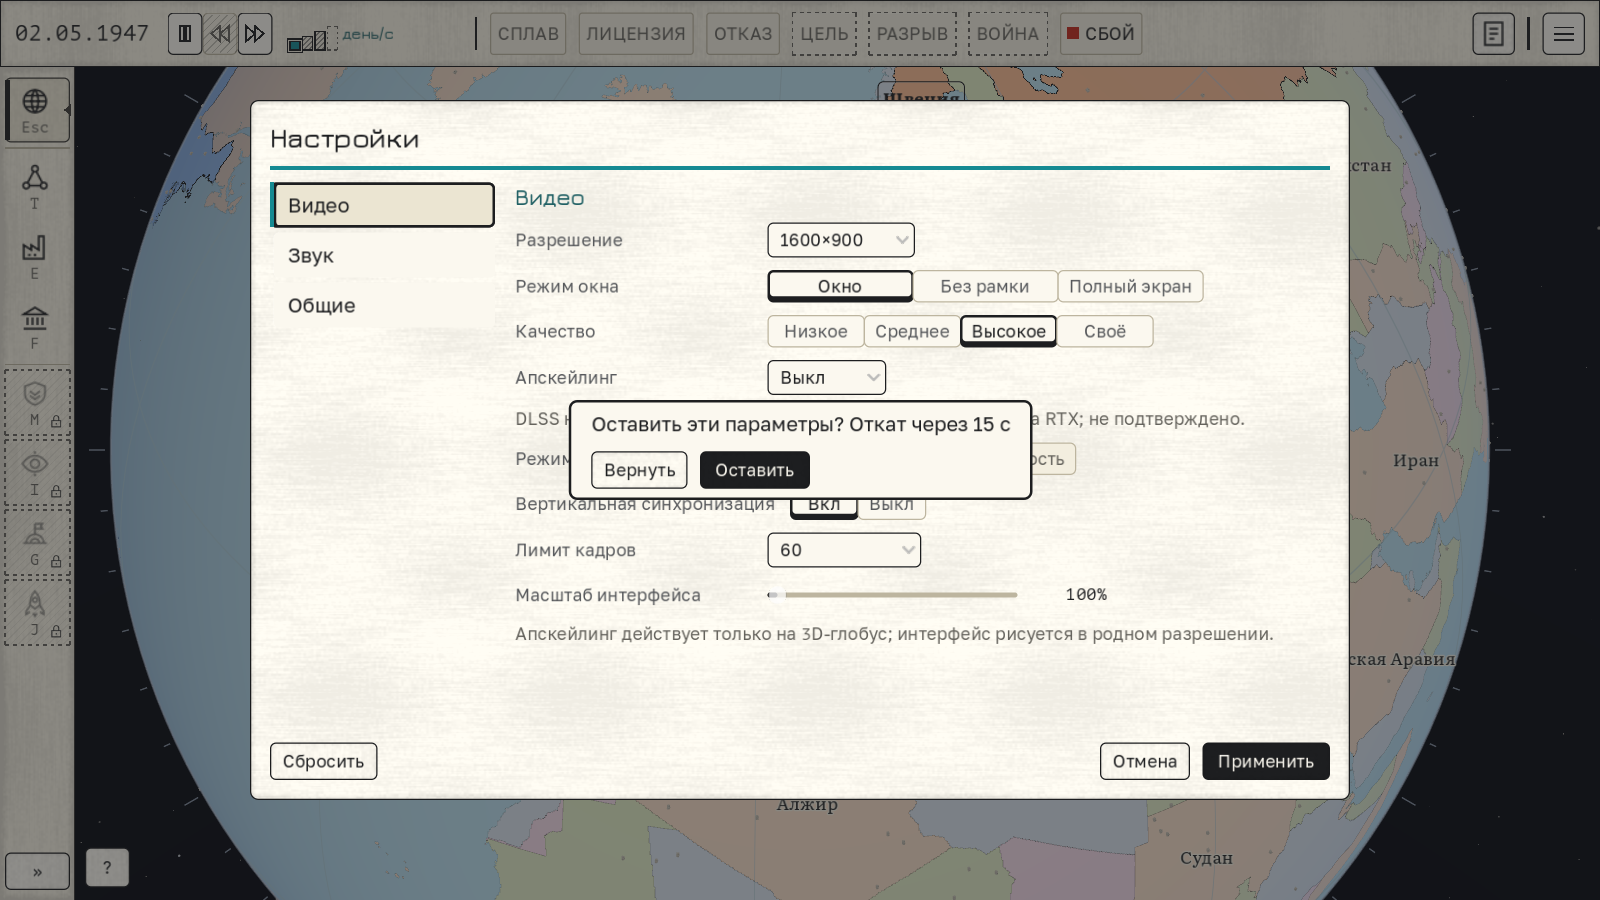 02.05.1947 день/с СПЛАВ ЛИЦЕНЗИЯ ОТКАЗ ЦЕЛЬ РАЗРЫВ ВОЙНА СБОЙ
Esc
T
E
F
M
I
G
J
»
?
Швеция
стан
Иран
ская Аравия
Алжир
Судан
Настройки
Видео
Звук
Общие
Видео
Разрешение 1600×900
Режим окна Окно Без рамки Полный экран
Качество Низкое Среднее Высокое Своё
Апскейлинг Выкл
DLSS RTX; не подтверждено.
Оставить эти параметры? Откат через 15 с
Вернуть Оставить
Режим ость
Вертикальная синхронизация Вкл Выкл
Лимит кадров 60
Масштаб интерфейса 100%
Апскейлинг действует только на 3D-глобус; интерфейс рисуется в родном разрешении.
Сбросить Отмена Применить